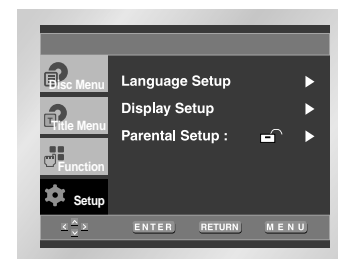 Disc Menu
Language Setup
Display Setup
Title Menu
Parental Setup :
Function
Setup
ENTER RETURN MENU